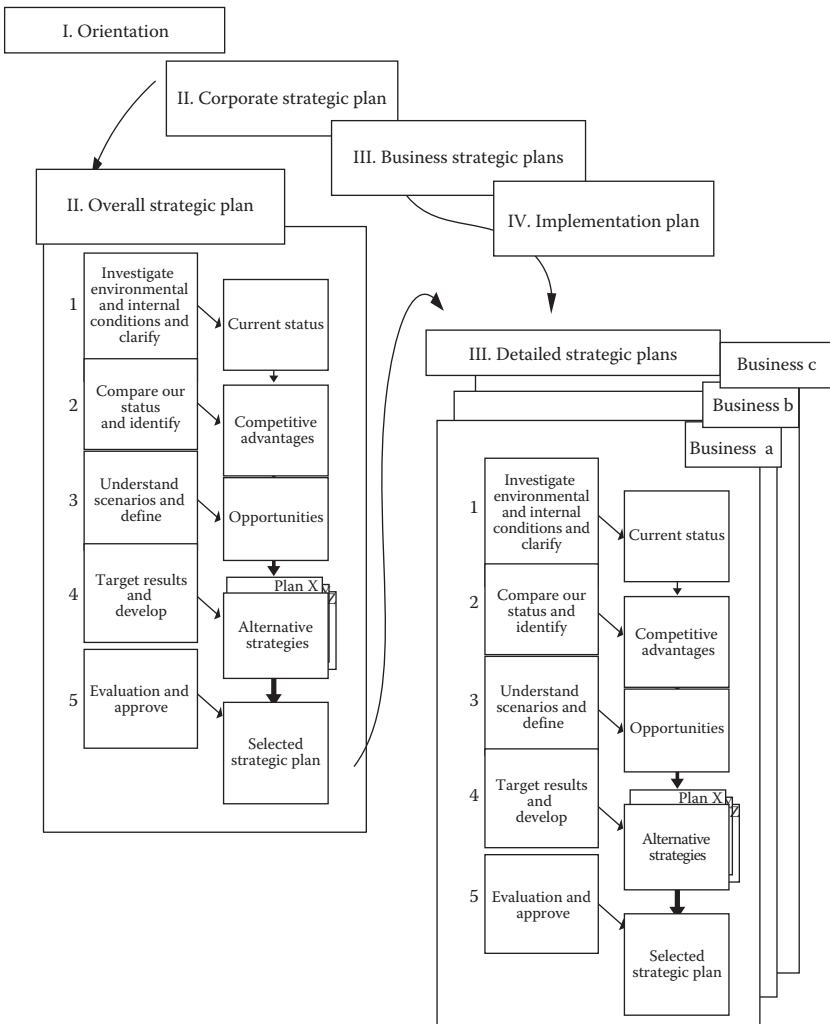 I. Orientation
II. Corporate strategic plan
III. Business strategic plans
IV. Implementation plan
II. Overall strategic plan
1
Investigate
environmental
and internal
conditions and
clarify
Current status
2
Compare our
status
and identify
Competitive
advantages
3
Understand
scenarios and
define
Opportunities
4
Target results
and
develop
Plan X
Z
Alternative
strategies
5
Evaluation and
approve
Selected
strategic plan
III. Detailed strategic plans
Business c
Business b
Business a
1
Investigate
environmental
and internal
conditions and
clarify
Current status
2
Compare our
status and
identify
Competitive
advantages
3
Understand
scenarios and
define
Opportunities
4
Target results
and
develop
Plan X
Z
Alternative
strategies
5
Evaluation and
approve
Selected
strategic plan